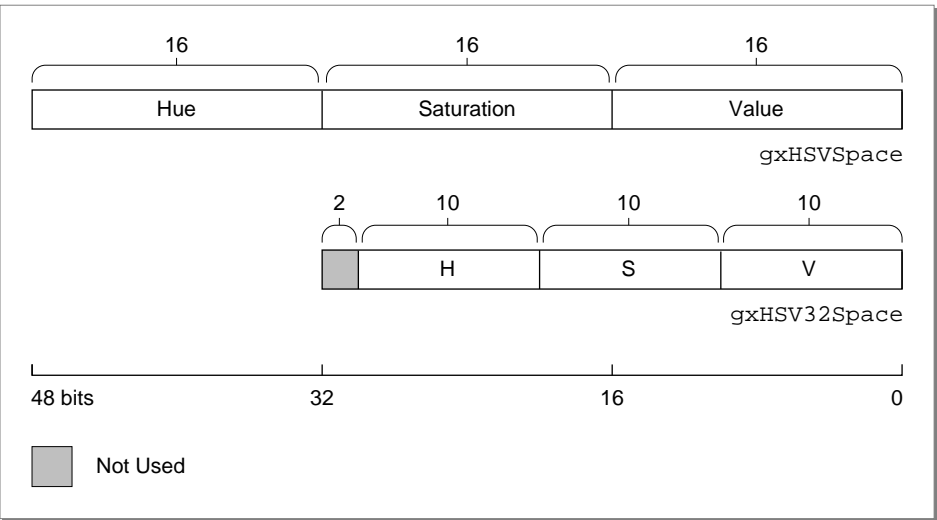 16 16 16
Hue Saturation Value
gxHSVSpace
2 10 10 10
H S V
gxHSV32Space
48 bits 32 16 0
Not Used